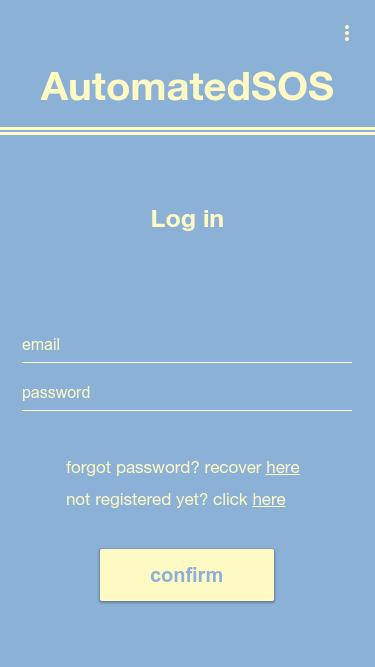 AutomatedSOS
Log in
email
password
forgot password? recover here
not registered yet? click here
confirm